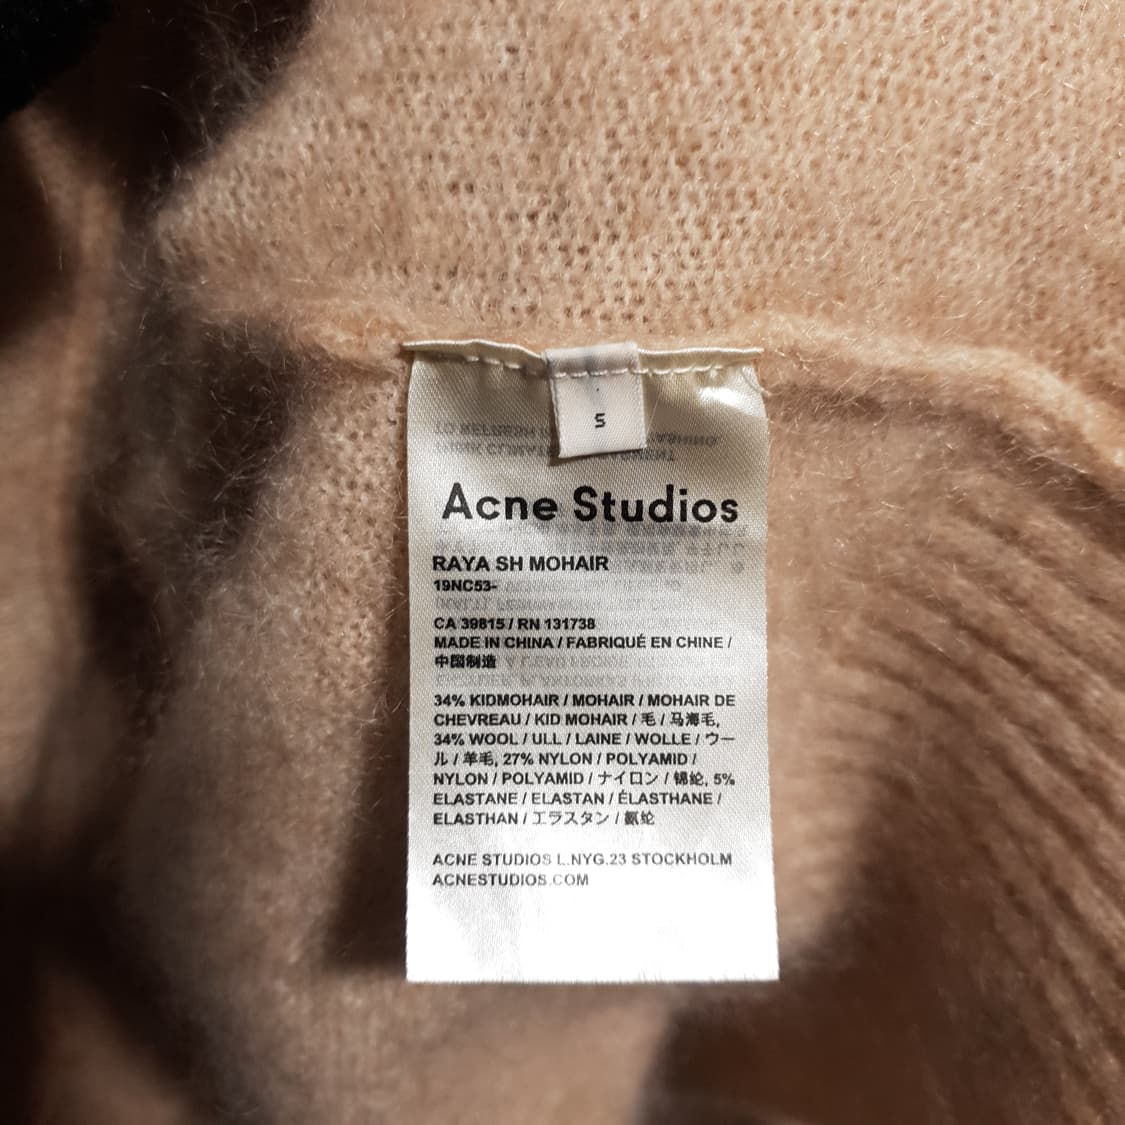 S
Acne Studios
RAYA SH MOHAIR
19NC53-
CA 39815 / RN 131738
MADE IN CHINA / FABRIQUÉ EN CHINE /
中国制造
34% KIDMOHAIR / MOHAIR / MOHAIR DE
CHEVREAU / KID MOHAIR / 毛 / 马海毛,
34% WOOL / ULL / LAINE / WOLLE / ウー
ル / 羊毛, 27% NYLON / POLYAMID /
NYLON / POLYAMID / ナイロン / 锦纶, 5%
ELASTANE / ELASTAN / ÉLASTHANE /
ELASTHAN / エラスタン / 氨纶
ACNE STUDIOS L.NYG.23 STOCKHOLM
ACNESTUDIOS.COM